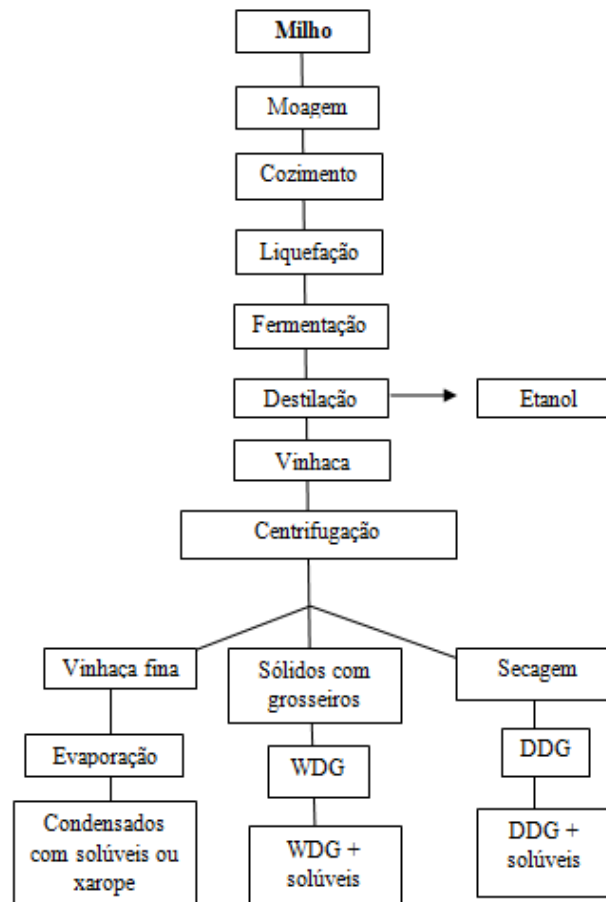 Milho
Moagem
Cozimento
Liquefação
Fermentação
Destilação
Etanol
Vinhaca
Centrifugação
Vinhaça fina
Sólidos com
grosseiros
Secagem
Evaporação
WDG
DDG
Condensados
com solúveis ou
xarope
WDG +
solúveis
DDG +
solúveis